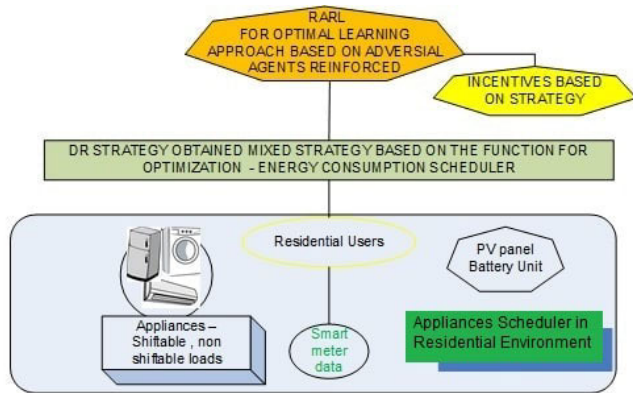 RARL
FOR OPTIMAL LEARNING
APPROACH BASED ON ADVERSIAL
AGENTS REINFORCED
INCENTIVES BASED
ON STRATEGY
DR STRATEGY OBTAINED MIXED STRATEGY BASED ON THE FUNCTION FOR
OPTIMIZATION - ENERGY CONSUMPTION SCHEDULER
Residential Users
PV panel
Battery Unit
Appliances –
Shiftable , non
shiftable loads
Smart
meter
data
Appliances Scheduler in
Residential Environment